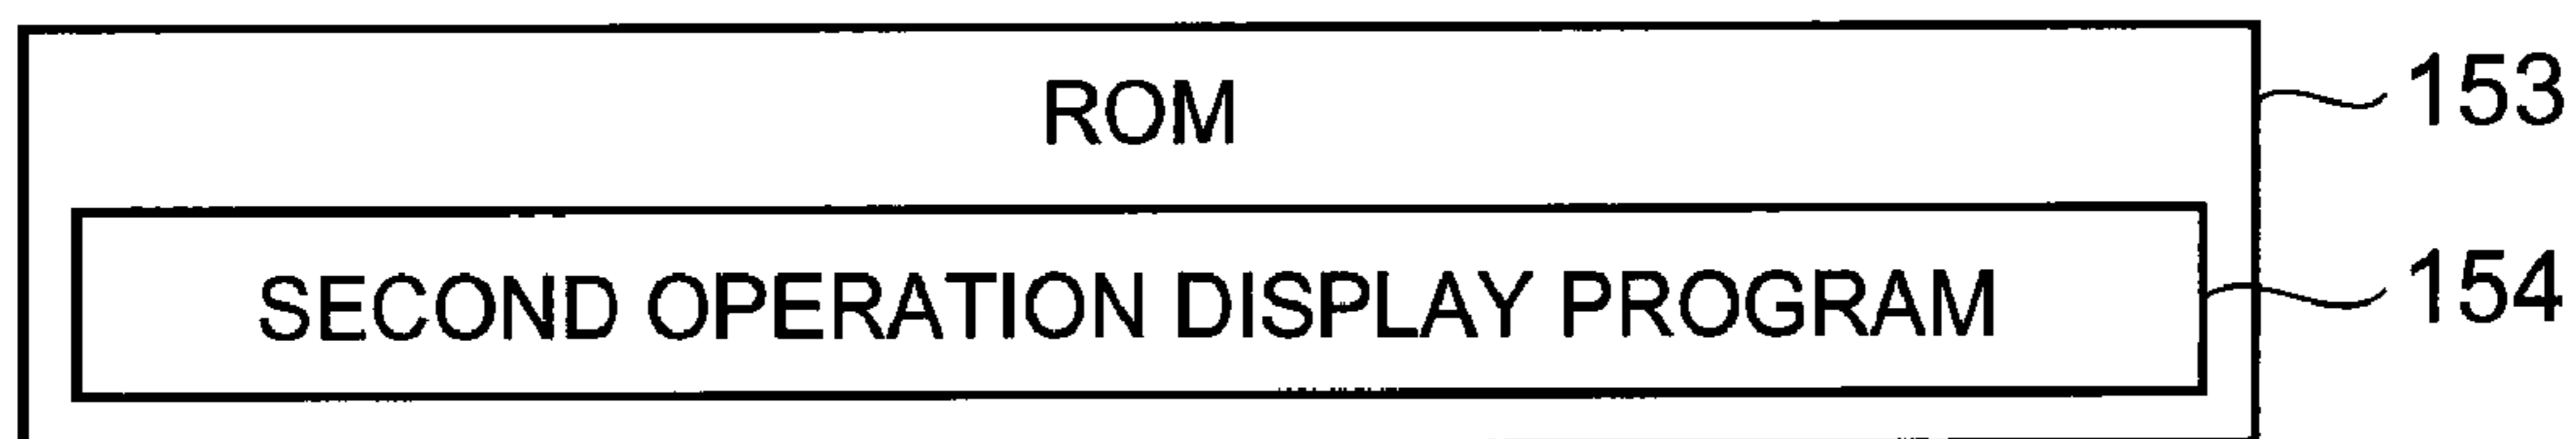 ROM 153
SECOND OPERATION DISPLAY PROGRAM 154